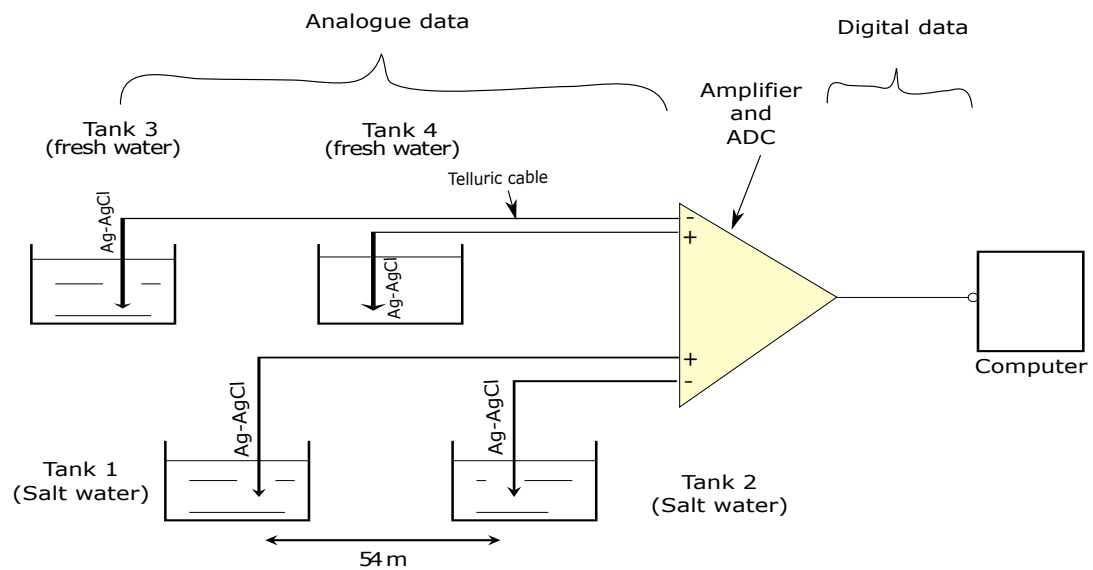 Analogue data
Digital data
Amplifier
and
ADC
Tank 3
(fresh water)
Tank 4
(fresh water)
Telluric cable
Ag-AgCl
Ag-AgCl
-
+
+
-
Computer
Ag-AgCl
Ag-AgCl
Tank 1
(Salt water)
Tank 2
(Salt water)
54m